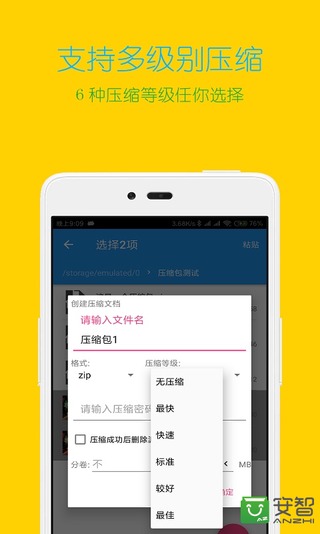 支持多级别压缩
6 种压缩等级任你选择
晚上9:09
3.68K/s
76%
选择2项
粘贴
/storage/emulated/0
压缩包测试
创建压缩文档
请输入文件名
压缩包1
格式:
压缩等级:
zip
无压缩
最快
快速
标准
较好
最佳
请输入压缩密码
压缩成功后删除源
分卷: 不
MB
确定
安智
ANZHI